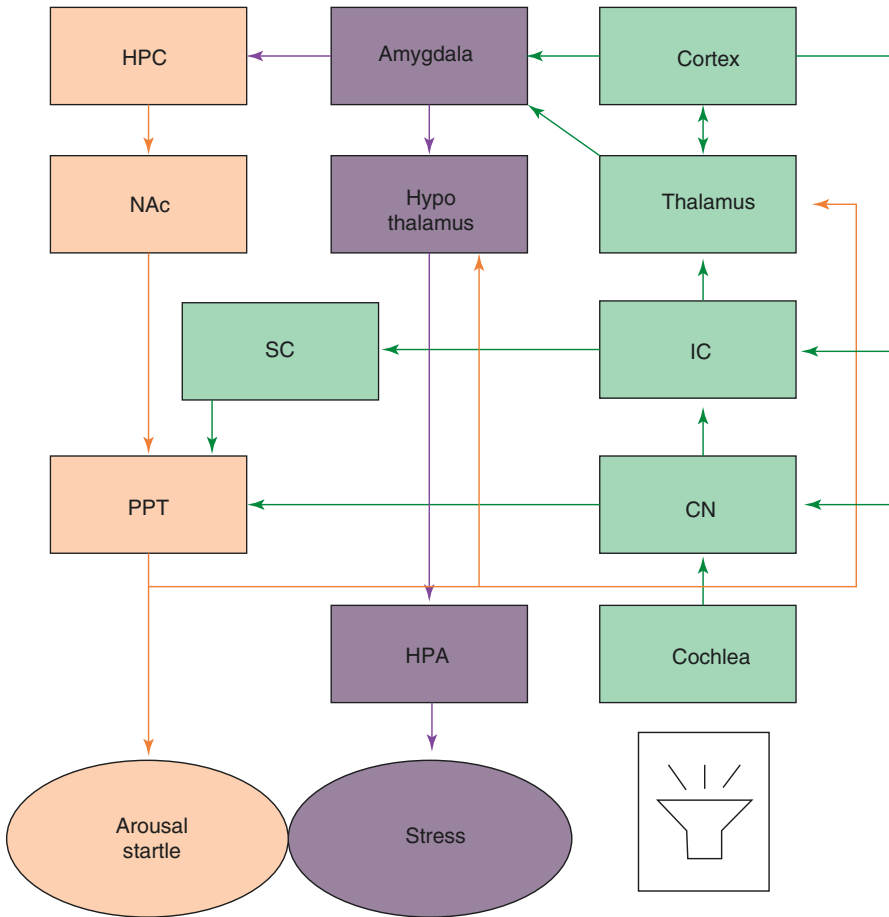 HPC
Amygdala
Cortex
NAc
Hypo
thalamus
Thalamus
SC
IC
PPT
CN
HPA
Cochlea
Arousal
startle
Stress